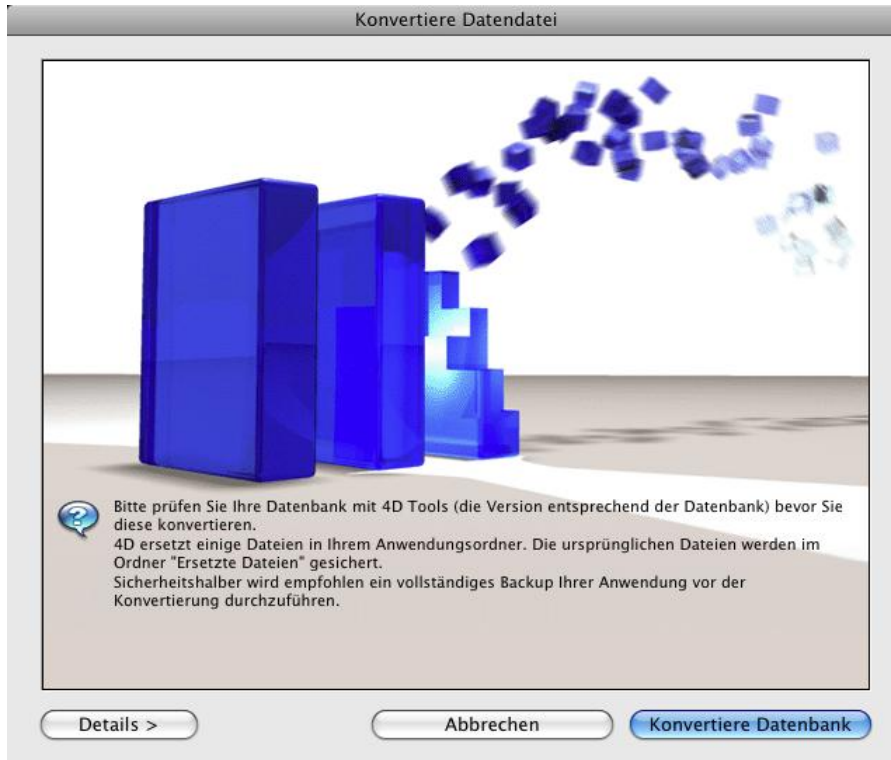 Konvertiere Datendatei
Bitte prüfen Sie Ihre Datenbank mit 4D Tools (die Version entsprechend der Datenbank) bevor Sie
diese konvertieren.
4D ersetzt einige Dateien in Ihrem Anwendungsordner. Die ursprünglichen Dateien werden im
Ordner "Ersetzte Dateien" gesichert.
Sicherheitshalber wird empfohlen ein vollständiges Backup Ihrer Anwendung vor der
Konvertierung durchzuführen.
Details >
Abbrechen
Konvertiere Datenbank